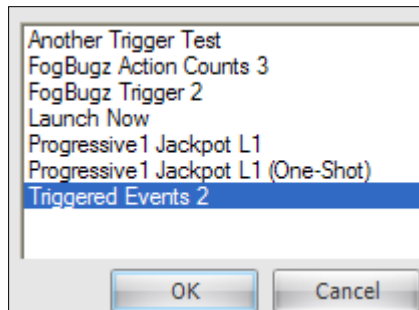 Another Trigger Test
FogBugz Action Counts 3
FogBugz Trigger 2
Launch Now
Progressive1 Jackpot L1
Progressive1 Jackpot L1 (One-Shot)
Triggered Events 2
OK Cancel